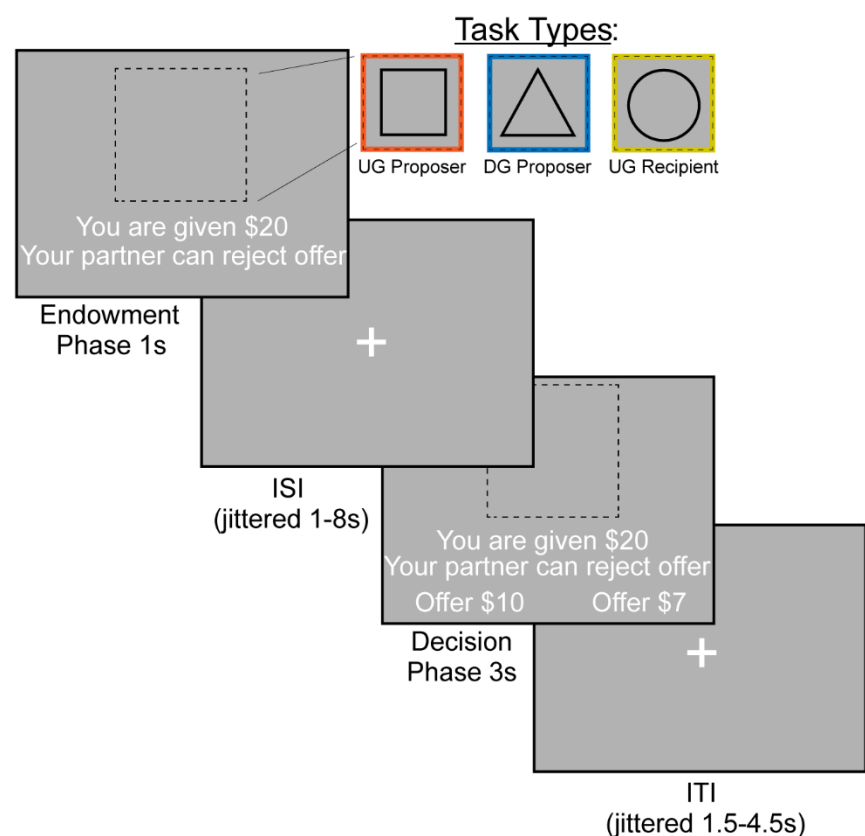 Task Types:
UG Proposer
DG Proposer
UG Recipient
You are given $20
Your partner can reject offer
Endowment
Phase 1s
+
ISI
(jittered 1-8s)
You are given $20
Your partner can reject offer
Offer $10
Offer $7
Decision
Phase 3s
+
ITI
(jittered 1.5-4.5s)